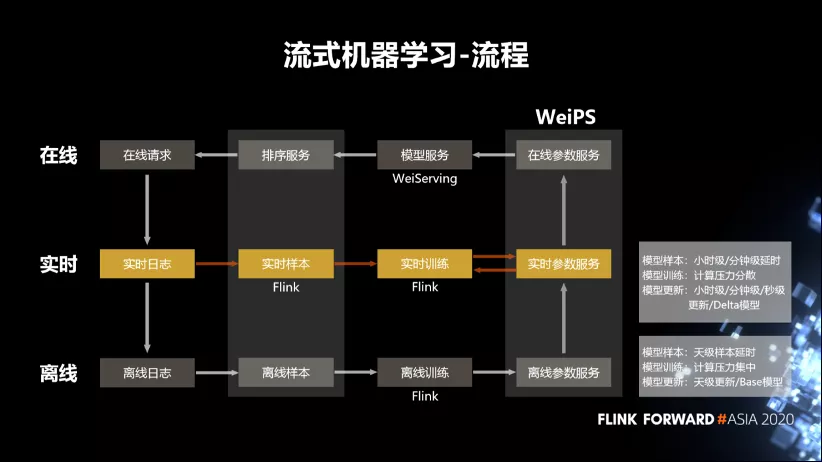 流式机器学习-流程
WeiPS
在线
在线请求
排序服务
模型服务
在线参数服务
WeiServing
实时
实时日志
实时样本
实时训练
实时参数服务
Flink
Flink
模型样本：小时级/分钟级延时
模型训练：计算压力分散
模型更新：小时级/分钟级/秒级
更新/Delta模型
离线
离线日志
离线样本
离线训练
离线参数服务
Flink
模型样本：天级样本延时
模型训练：计算压力集中
模型更新：天级更新/Base模型
FLINK FORWARD #ASIA 2020